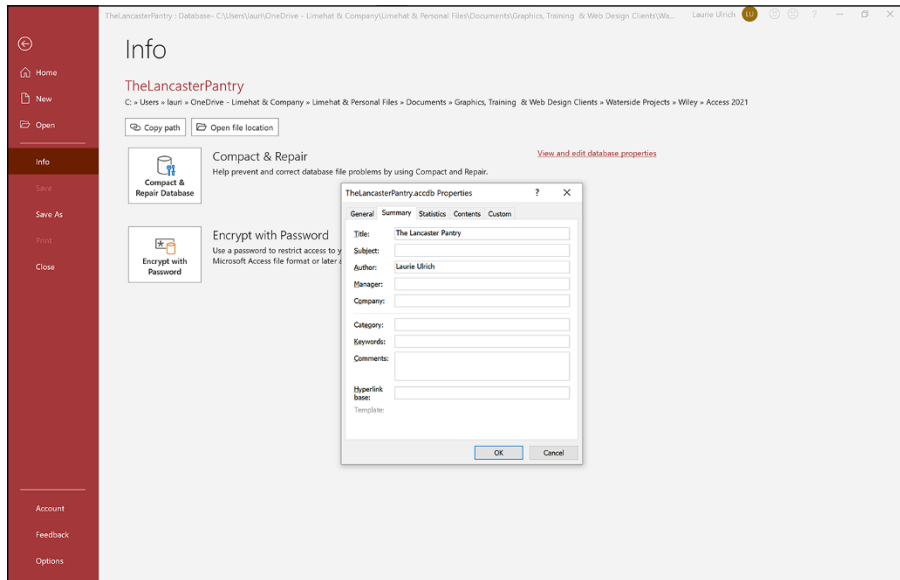 TheLancasterPantry : Database- C:\Users\lauri\OneDrive - Limehat & Company\Limehat & Personal Files\Documents\Graphics, Training & Web Design Clients\Wa...
Laurie Ulrich
LU
?
Info
Home
New
Open
Info
Save
Save As
Print
Close
Account
Feedback
Options
TheLancasterPantry
C: » Users » lauri » OneDrive - Limehat & Company » Limehat & Personal Files » Documents » Graphics, Training & Web Design Clients » Waterside Projects » Wiley » Access 2021
Copy path
Open file location
Compact &
Repair Database
Compact & Repair
Help prevent and correct database file problems by using Compact and Repair.
View and edit database properties
Encrypt with
Password
Encrypt with Password
Use a password to restrict access to y
Microsoft Access file format or later a
TheLancasterPantry.accdb Properties
?
General Summary Statistics Contents Custom
Title: The Lancaster Pantry
Subject:
Author: Laurie Ulrich
Manager:
Company:
Category:
Keywords:
Comments:
Hyperlink
base:
Template:
OK Cancel